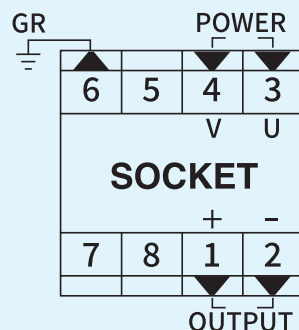 GR POWER
6 5 4 3
V U
SOCKET
+ −
7 8 1 2
OUTPUT